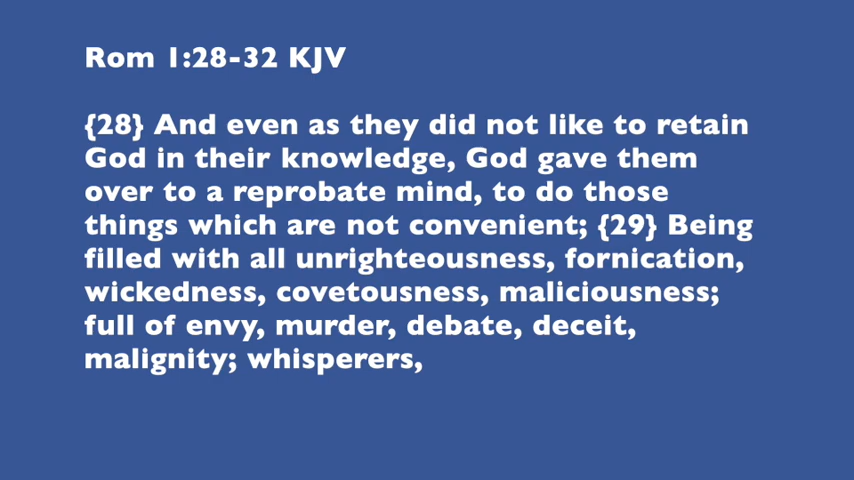 Rom 1:28-32 KJV
{28} And even as they did not like to retain
God in their knowledge, God gave them
over to a reprobate mind, to do those
things which are not convenient; {29} Being
filled with all unrighteousness, fornication,
wickedness, covetousness, maliciousness;
full of envy, murder, debate, deceit,
malignity; whisperers,